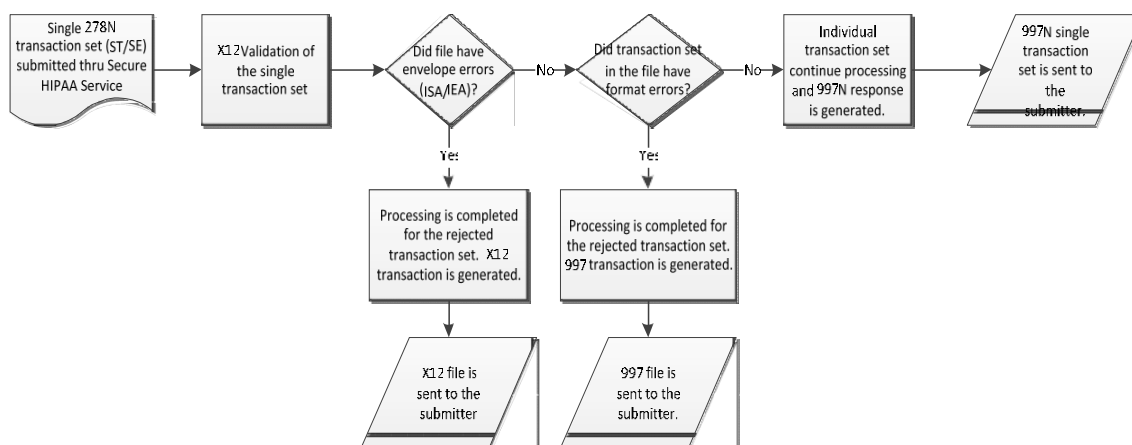 Single 278N
transaction set (ST/SE)
submitted thru Secure
HIPAA Service
X12 Validation of
the single
transaction set
Did file have
envelope errors
(ISA/IEA)?
No
Did transaction set
in the file have
format errors?
No
Individual
transaction set
continue processing
and 997N response
is generated.
997N single
transaction
set is sent to
the
submitter.
Yes
Yes
Processing is completed
for the rejected
transaction set. X12
transaction is generated.
Processing is completed for
the rejected transaction set.
997 transaction is generated.
X12 file is
sent to the
submitter
997 file is
sent to the
submitter.